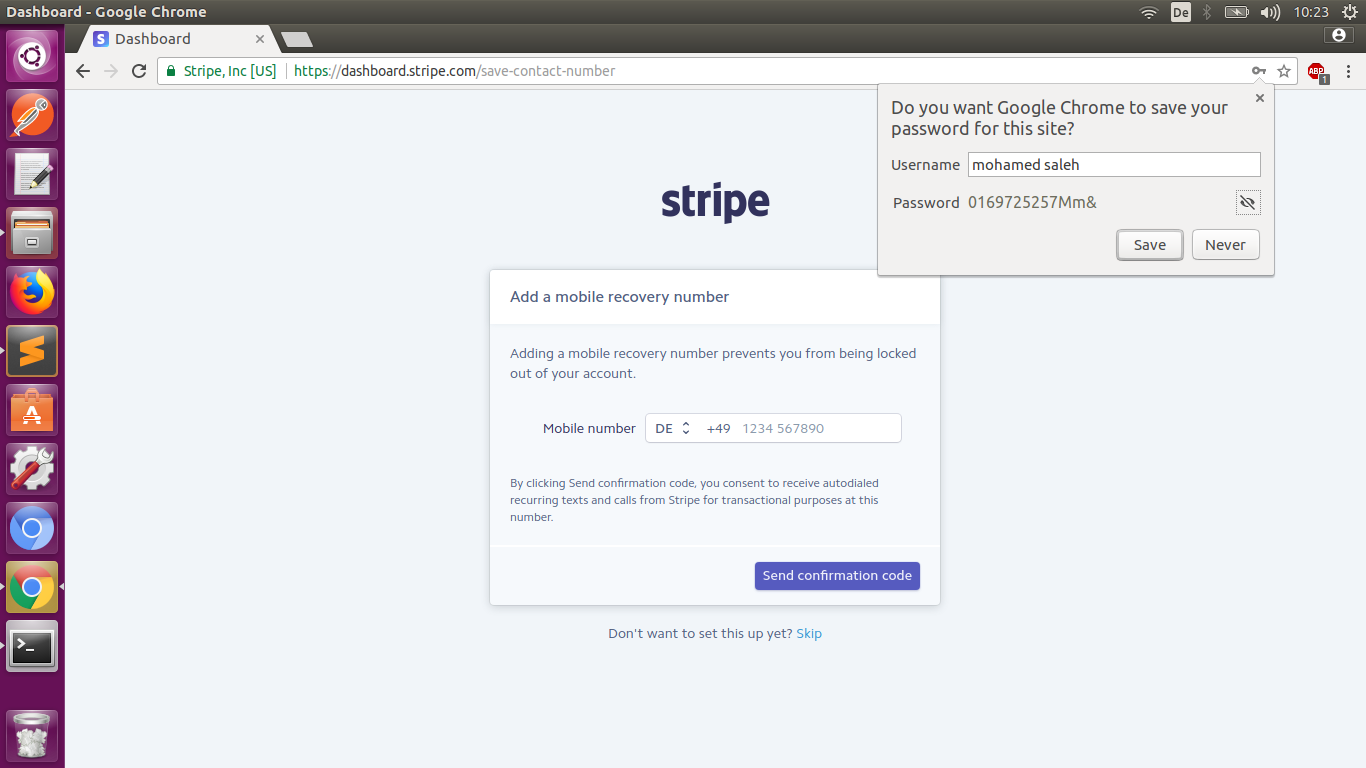 Dashboard - Google Chrome
De
10:23
Dashboard
Stripe, Inc [US]
https://dashboard.stripe.com/save-contact-number
ABP
1
Do you want Google Chrome to save your
password for this site?
Username mohamed saleh
Password 0169725257Mm&
Save Never
stripe
Add a mobile recovery number
Adding a mobile recovery number prevents you from being locked
out of your account.
Mobile number DE +49 1234 567890
By clicking Send confirmation code, you consent to receive autodialed
recurring texts and calls from Stripe for transactional purposes at this
number.
Send confirmation code
Don't want to set this up yet? Skip